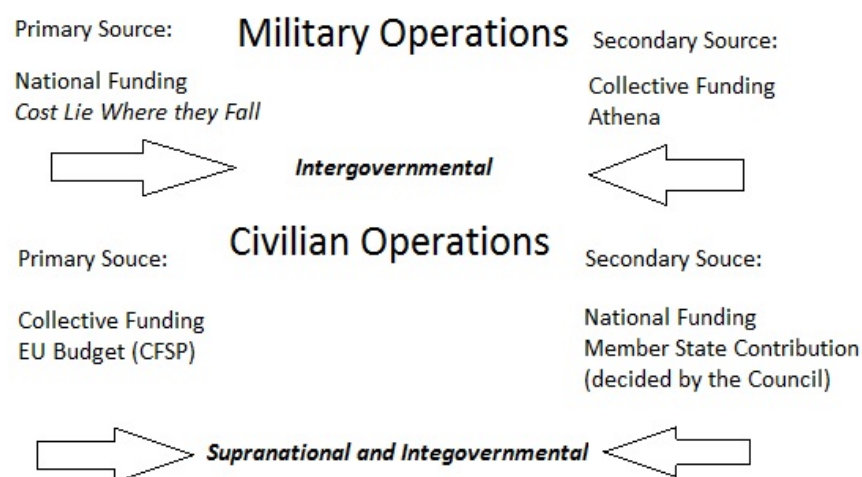 Military Operations
Primary Source:
National Funding
Cost Lie Where they Fall
Secondary Source:
Collective Funding
Athena
Intergovernmental
Civilian Operations
Primary Souce:
Collective Funding
EU Budget (CFSP)
Secondary Souce:
National Funding
Member State Contribution
(decided by the Council)
Supranational and Integovernmental